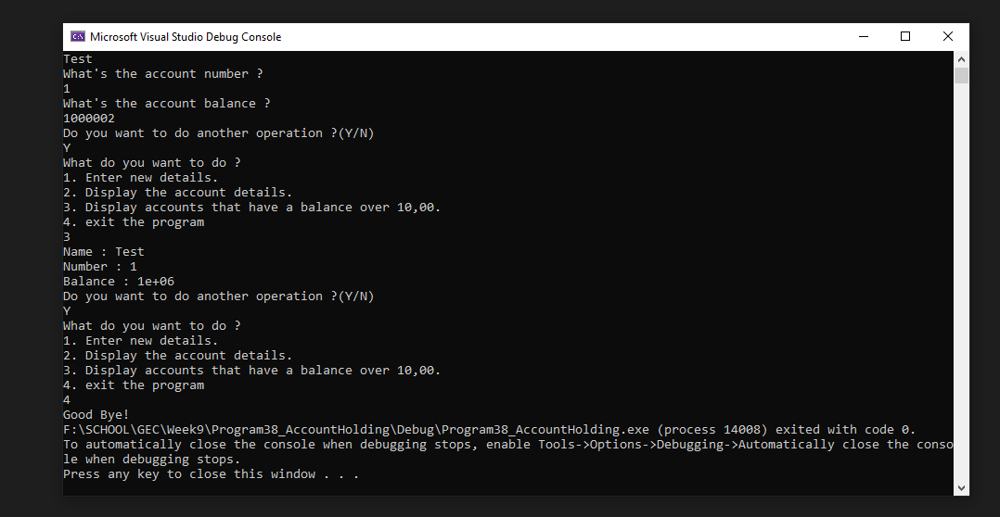 Microsoft Visual Studio Debug Console
Test
What's the account number ?
1
What's the account balance ?
1000002
Do you want to do another operation ?(Y/N)
Y
What do you want to do ?
1. Enter new details.
2. Display the account details.
3. Display accounts that have a balance over 10,00.
4. exit the program
3
Name : Test
Number : 1
Balance : 1e+06
Do you want to do another operation ?(Y/N)
Y
What do you want to do ?
1. Enter new details.
2. Display the account details.
3. Display accounts that have a balance over 10,00.
4. exit the program
4
Good Bye!
F:\SCHOOL\GEC\Week9\Program38_AccountHolding\Debug\Program38_AccountHolding.exe (process 14008) exited with code 0.
To automatically close the console when debugging stops, enable Tools->Options->Debugging->Automatically close the conso
le when debugging stops.
Press any key to close this window . . .